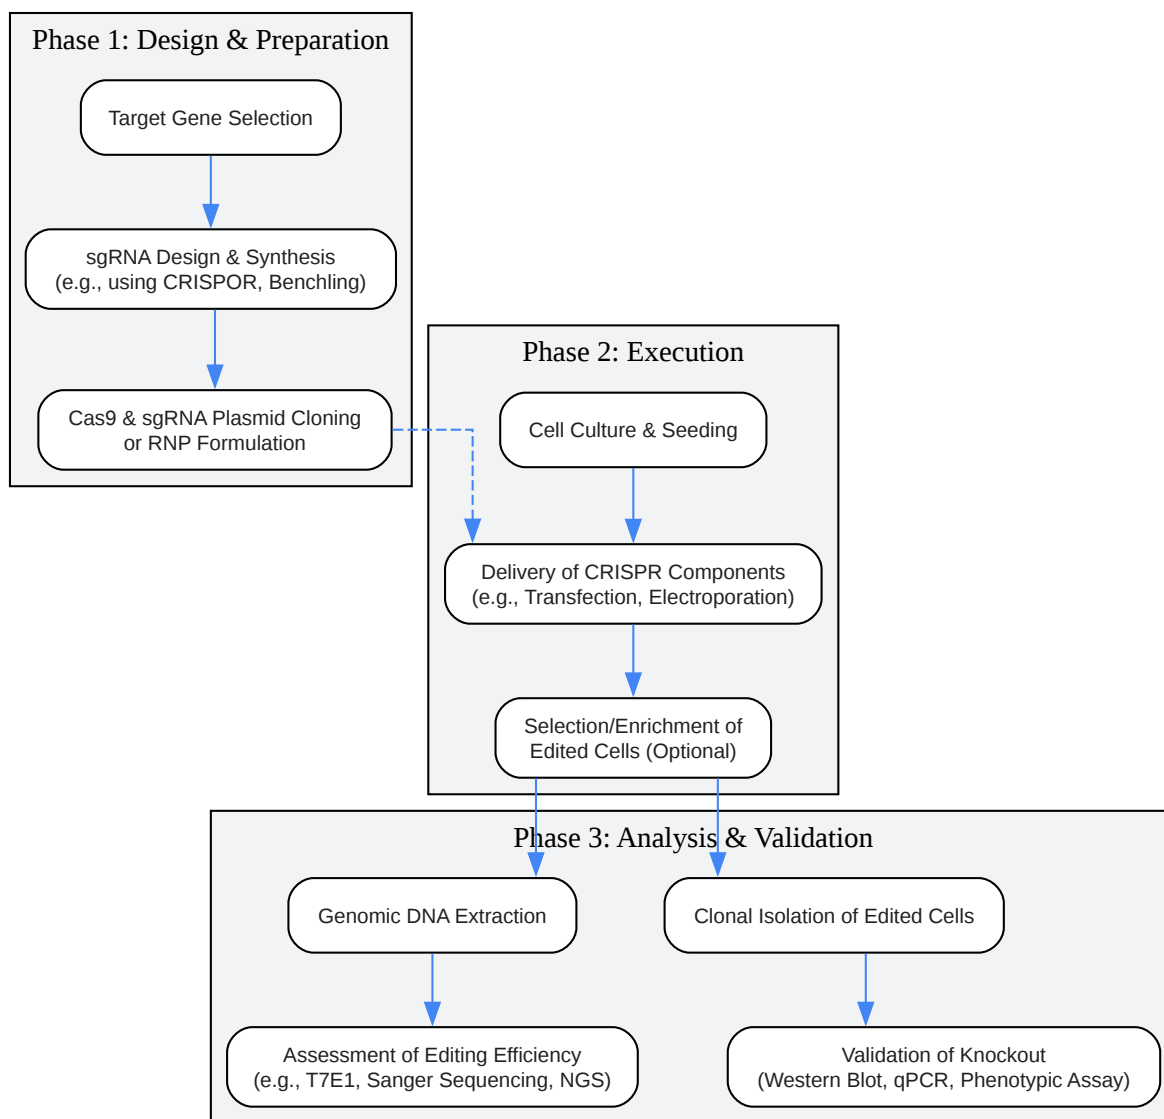 Phase 1: Design & Preparation
Target Gene Selection
sgRNA Design & Synthesis
(e.g., using CRISPOR, Benchling)
Cas9 & sgRNA Plasmid Cloning
or RNP Formulation
Phase 2: Execution
Cell Culture & Seeding
Delivery of CRISPR Components
(e.g., Transfection, Electroporation)
Selection/Enrichment of
Edited Cells (Optional)
Phase 3: Analysis & Validation
Genomic DNA Extraction
Clonal Isolation of Edited Cells
Assessment of Editing Efficiency
(e.g., T7E1, Sanger Sequencing, NGS)
Validation of Knockout
(Western Blot, qPCR, Phenotypic Assay)